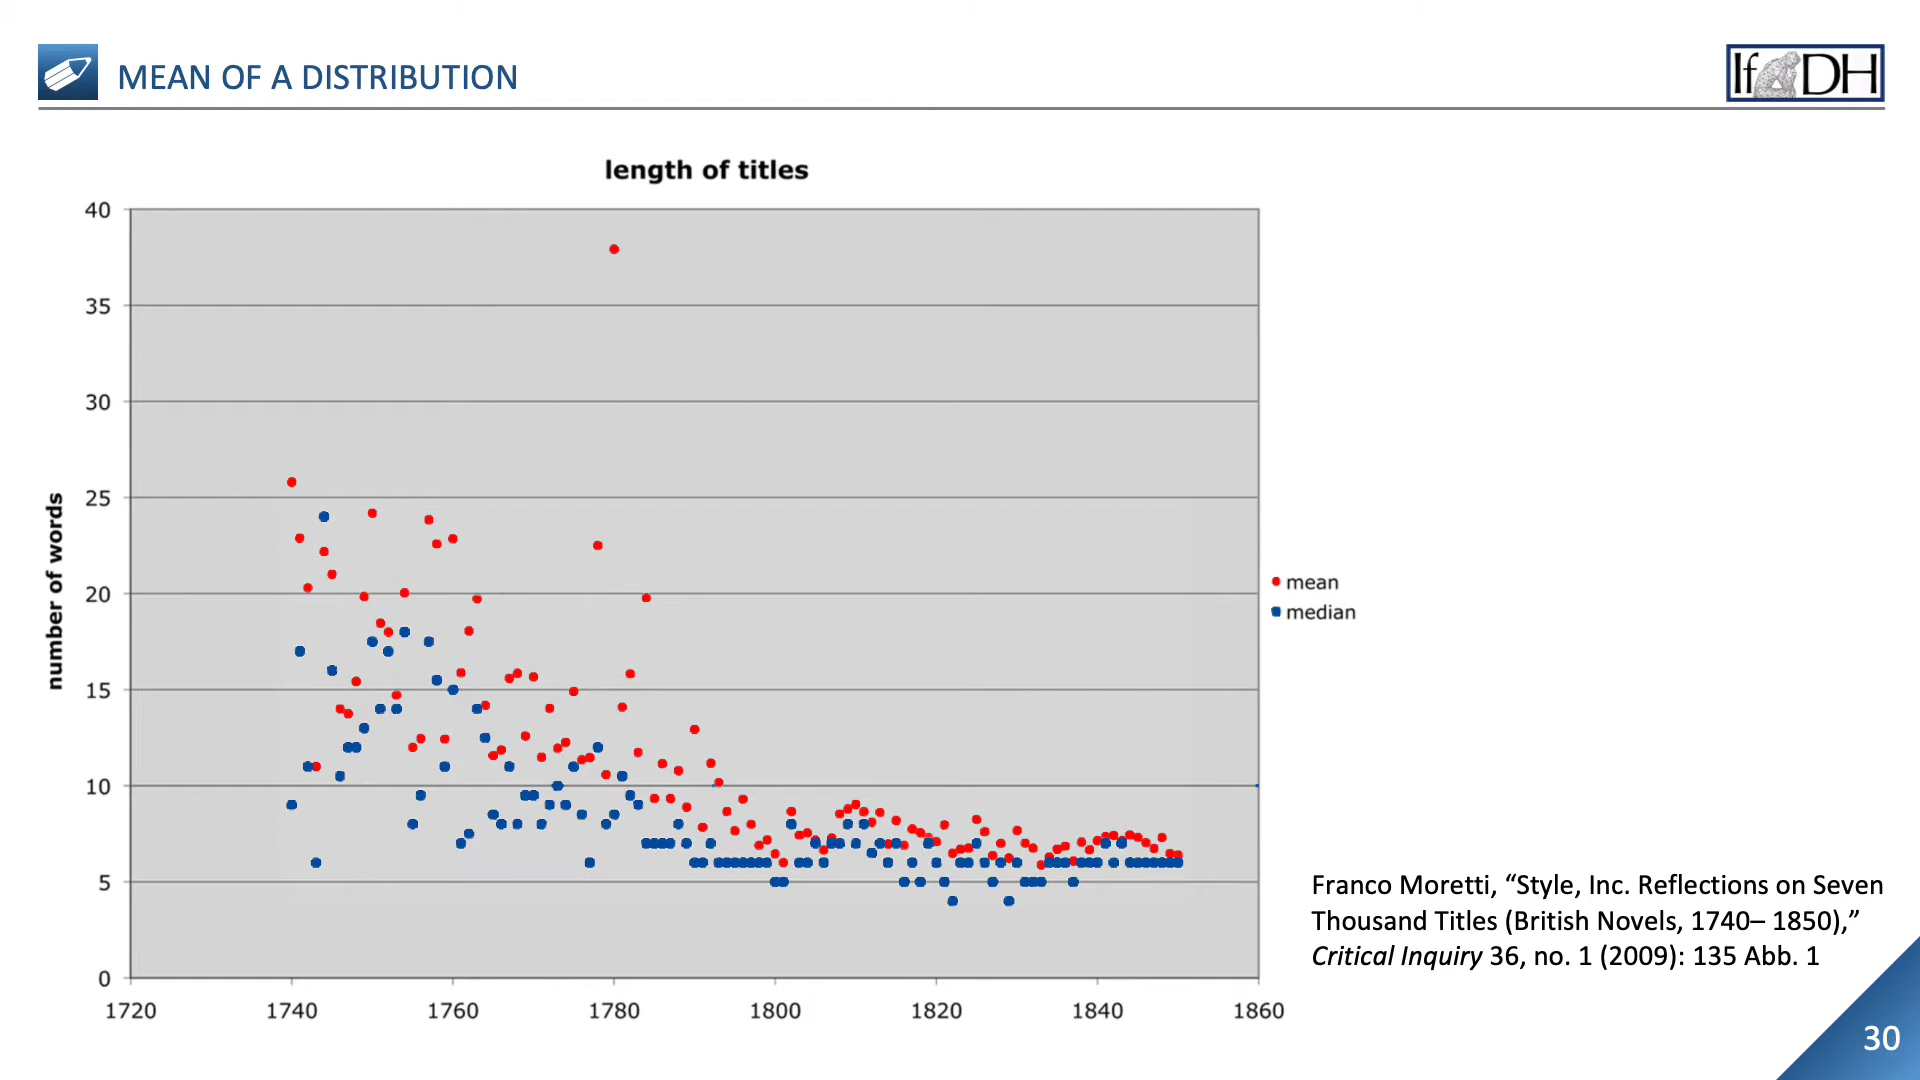 MEAN OF A DISTRIBUTION
IfDH
length of titles
40
35
30
25
20
15
10
5
0
number of words
1720 1740 1760 1780 1800 1820 1840 1860
mean
median
Franco Moretti, “Style, Inc. Reflections on Seven
Thousand Titles (British Novels, 1740– 1850),”
Critical Inquiry 36, no. 1 (2009): 135 Abb. 1
30